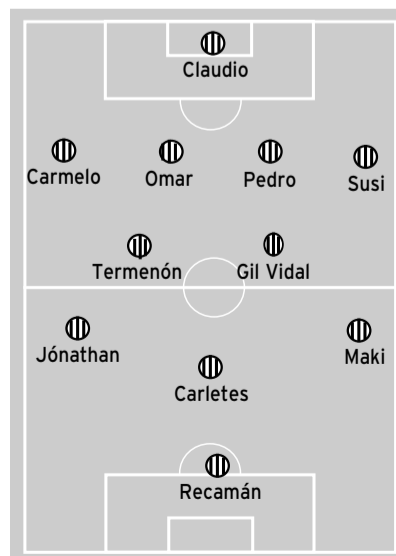 Claudio
Carmelo
Omar
Pedro
Susi
Termenón
Gil Vidal
Jónathan
Maki
Carletes
Recamán